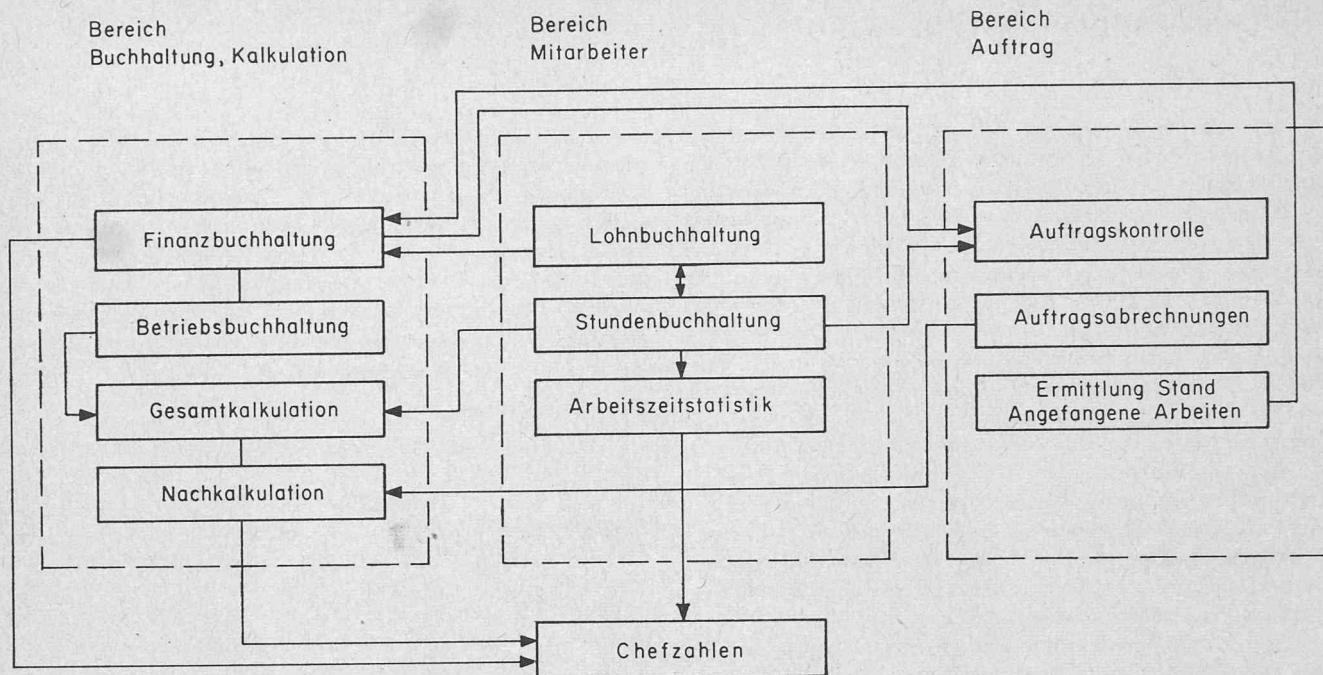 Bereich
Buchhaltung, Kalkulation
Bereich
Mitarbeiter
Bereich
Auftrag
Finanzbuchhaltung
Betriebsbuchhaltung
Gesamtkalkulation
Nachkalkulation
Lohnbuchhaltung
Stundenbuchhaltung
Arbeitszeitstatistik
Auftragskontrolle
Auftragsabrechnungen
Ermittlung Stand
Angefangene Arbeiten
Chefzahlen